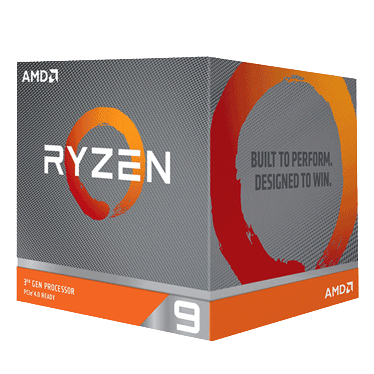 AMD
RYZEN
3RD GEN PROCESSOR
PCIe® 4.0 READY
9
BUILT TO PERFORM.
DESIGNED TO WIN.
AMD